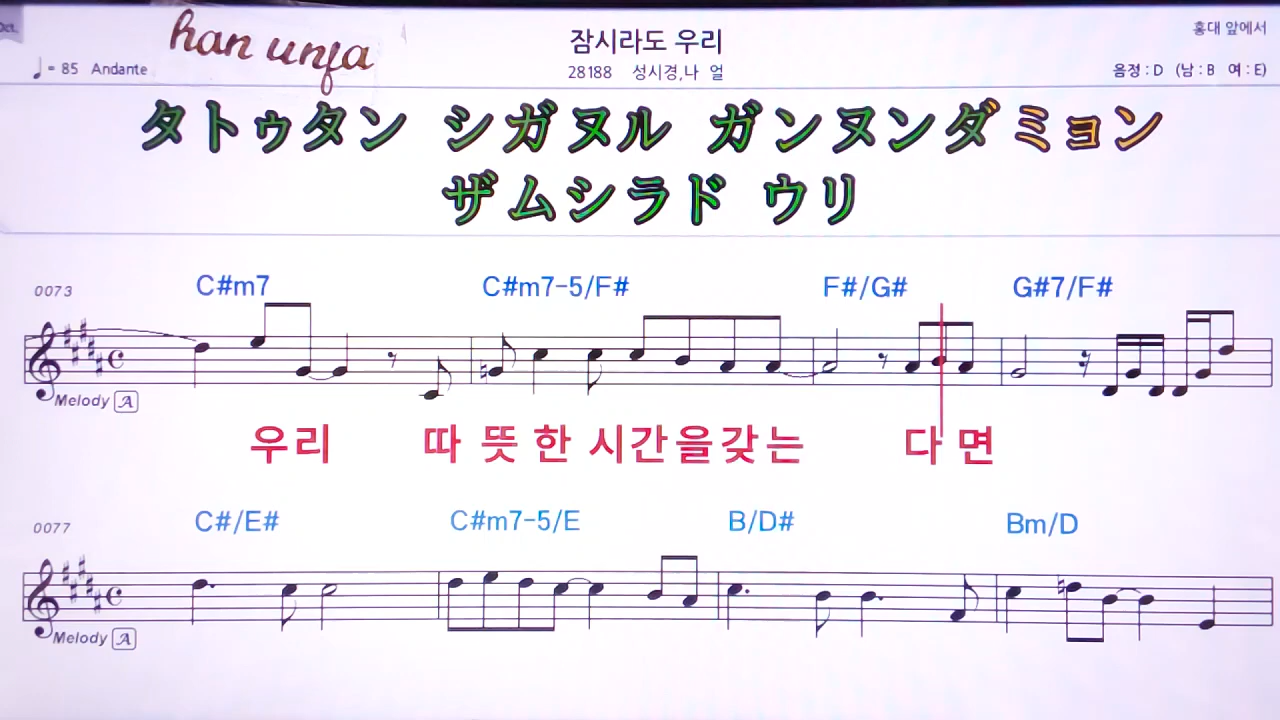 Oct.
han unja
잠시라도 우리
홍대 앞에서
♩= 85 Andante
28188 성시경,나 얼
음정 : D (남 : B 여 : E)
タトゥタン シガヌル ガンヌンダミョン
ザムシラド ウリ
0073
C#m7 C#m7-5/F# F#/G# G#7/F#
Melody A
우리 따 뜻 한 시간을갖는 다 면
0077
C#/E# C#m7-5/E B/D# Bm/D
Melody A